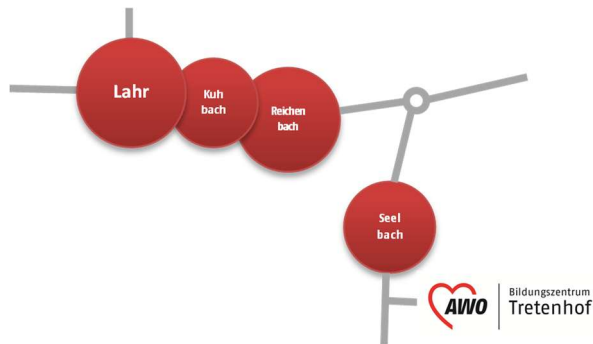 Lahr
Kuh
bach
Reichen
bach
Seel
bach
AWO
Bildungszentrum
Tretenhof